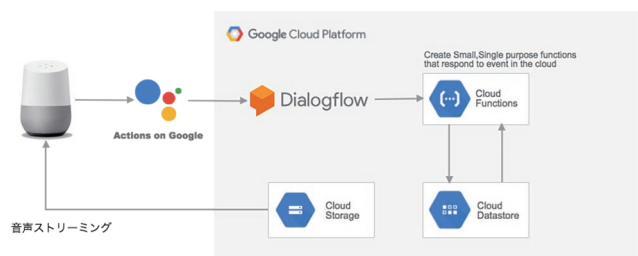 Google Cloud Platform
Create Small,Single purpose functions
that respond to event in the cloud
Actions on Google
Dialogflow
Cloud
Functions
Cloud
Storage
Cloud
Datastore
音声ストリーミング